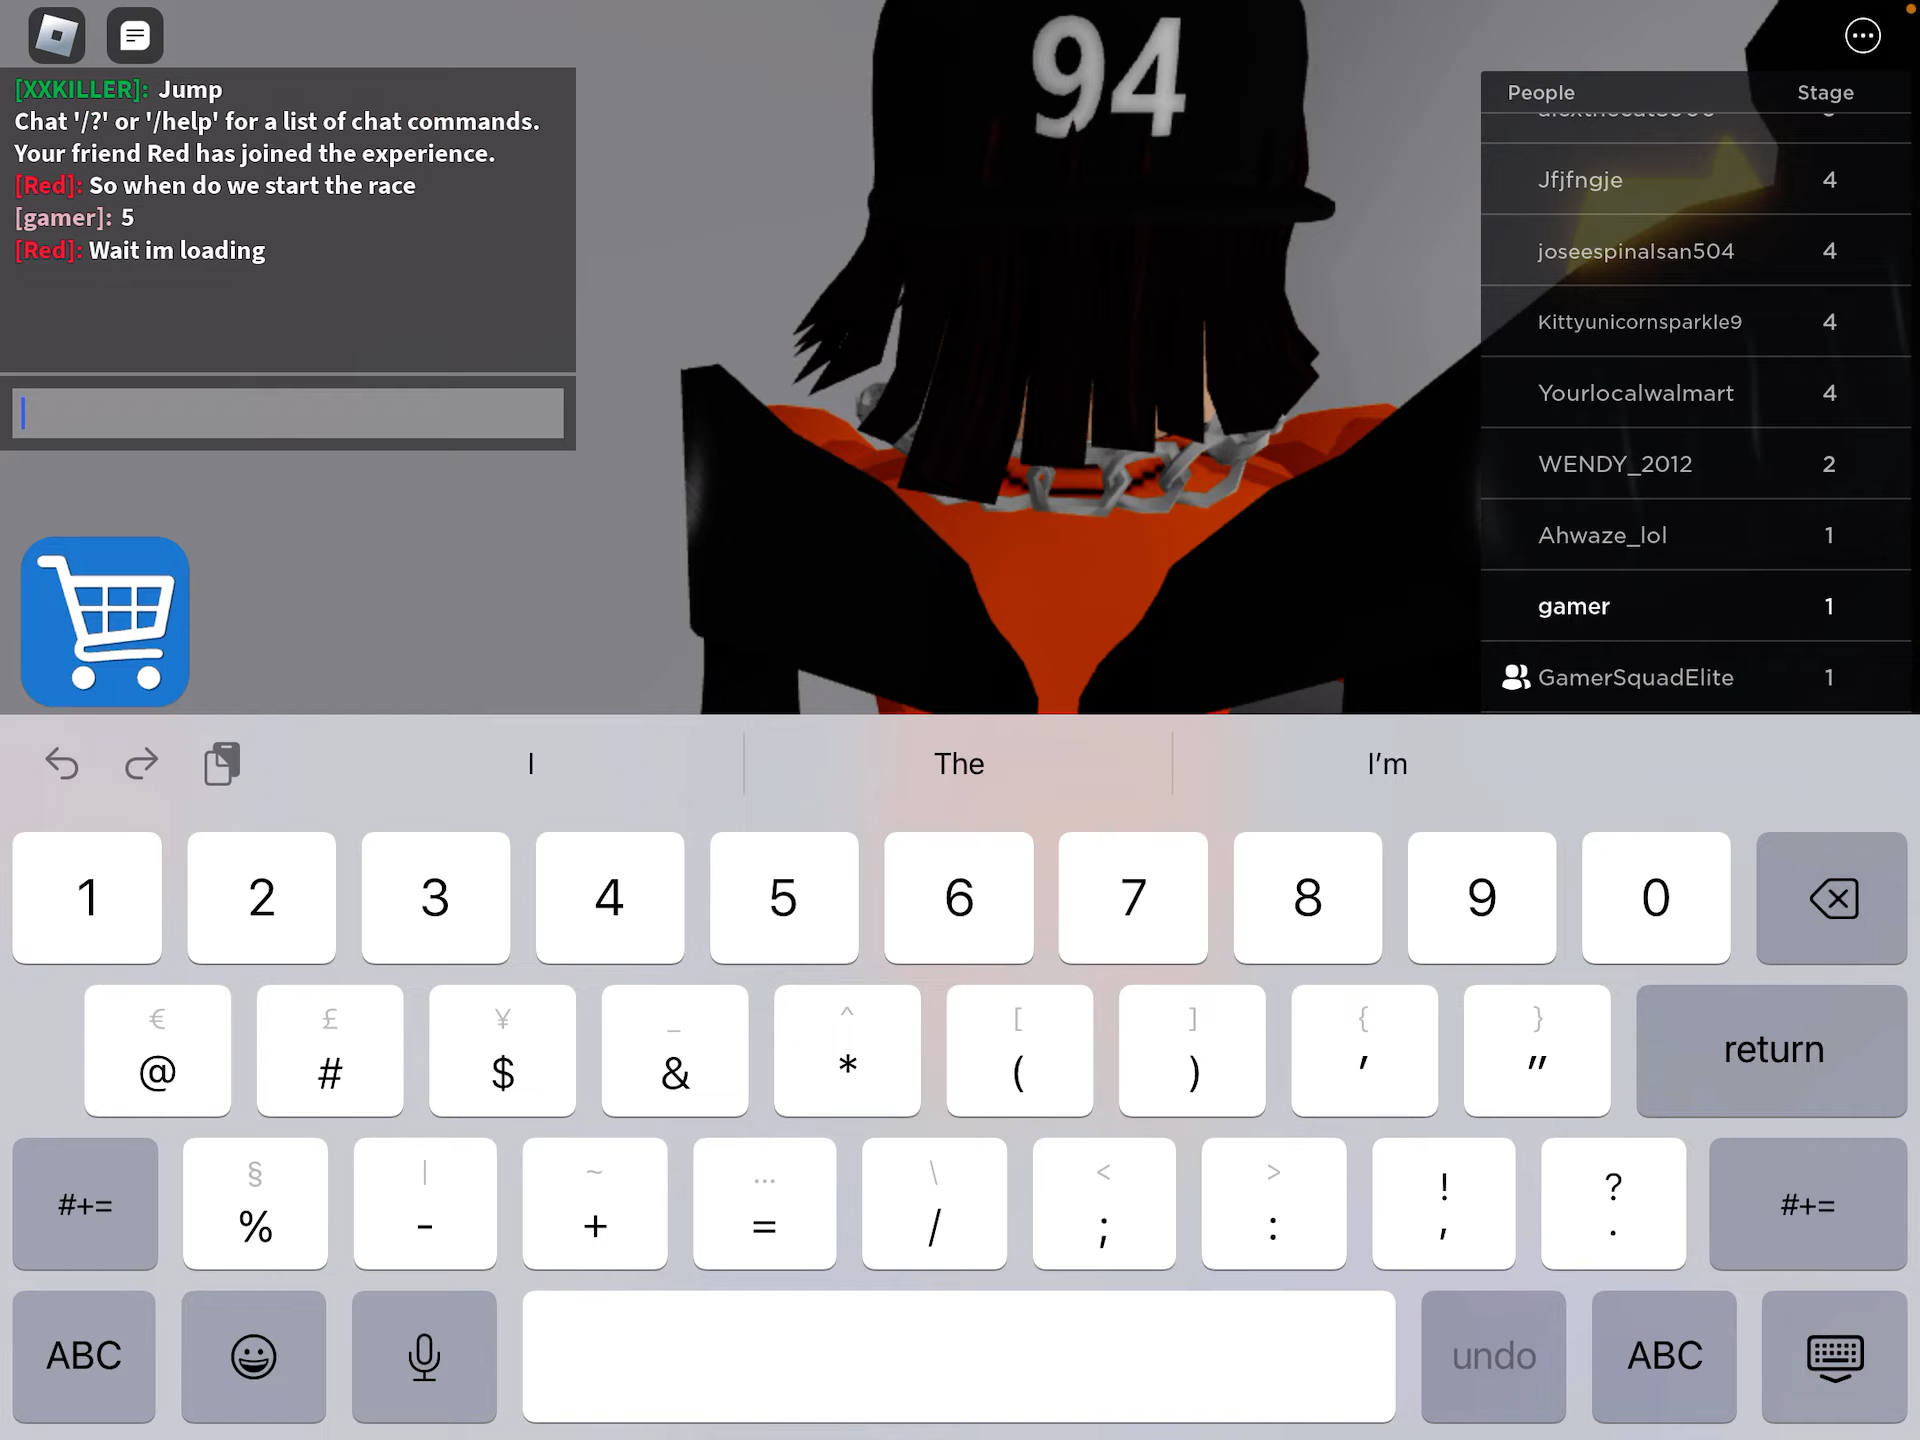 94
[XXKILLER]: Jump
Chat '/?' or '/help' for a list of chat commands.
Your friend Red has joined the experience.
[Red]: So when do we start the race
[gamer]: 5
[Red]: Wait im loading
People Stage
Jfjfngje 4
joseespinalsan504 4
Kittyunicornsparkle9 4
Yourlocalwalmart 4
WENDY_2012 2
Ahwaze_lol 1
gamer 1
GamerSquadElite 1
I The I'm
1 2 3 4 5 6 7 8 9 0
€ £ ¥ _ ^ [ ] { }
@ # $ & * ( ) ' " return
§ | ~ … \ < > ! ?
#+= % - + = / ; : , . #+=
ABC undo ABC